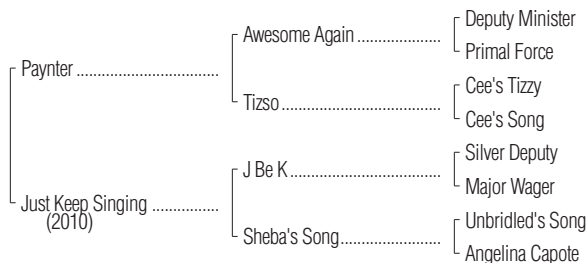 Deputy Minister
Awesome Again ....................
Primal Force
Paynter ..................................
Cee's Tizzy
Tizso ......................................
Cee's Song
Silver Deputy
J Be K .....................................
Major Wager
Just Keep Singing ................
(2010)
Unbridled's Song
Sheba's Song .........................
Angelina Capote